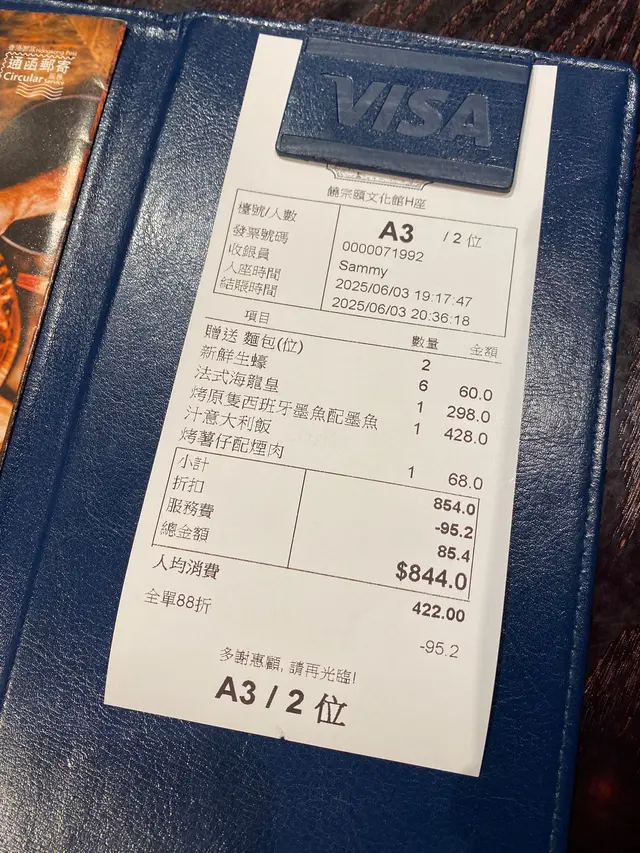 香港郵政 Hongkong Post
通函郵寄
Circular Service
VISA
饒宗頤文化館H座
檯號/人數 A3 / 2 位
發票號碼 0000071992
收銀員 Sammy
入座時間 2025/06/03 19:17:47
結賬時間 2025/06/03 20:36:18
項目 數量 金額
贈送 麵包(位) 2
新鮮生蠔 6 60.0
法式海龍皇 1 298.0
烤原隻西班牙墨魚配墨魚 1 428.0
汁意大利飯
烤薯仔配煙肉 1 68.0
小計 854.0
折扣 -95.2
服務費 85.4
總金額 $844.0
人均消費 422.00
全單88折 -95.2
多謝惠顧, 請再光臨!
A3 / 2 位